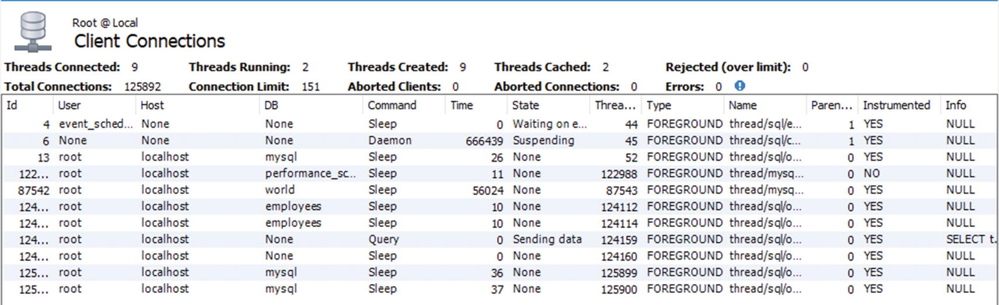 Root @ Local
Client Connections
Threads Connected: 9 Threads Running: 2 Threads Created: 9 Threads Cached: 2 Rejected (over limit): 0
Total Connections: 125892 Connection Limit: 151 Aborted Clients: 0 Aborted Connections: 0 Errors: 0
Id User Host DB Command Time State Threa... Type Name Paren... Instrumented Info
4 event_sched... None None Sleep 0 Waiting on e... 44 FOREGROUND thread/sql/e... 1 YES NULL
6 None None None Daemon 666439 Suspending 45 FOREGROUND thread/sql/c... 1 YES NULL
13 root localhost mysql Sleep 26 None 52 FOREGROUND thread/sql/o... 0 YES NULL
122... root localhost performance_sc... Sleep 11 None 122988 FOREGROUND thread/mysq... 0 NO NULL
87542 root localhost world Sleep 56024 None 87543 FOREGROUND thread/mysq... 0 YES NULL
124... root localhost employees Sleep 10 None 124112 FOREGROUND thread/sql/o... 0 YES NULL
124... root localhost employees Sleep 10 None 124114 FOREGROUND thread/sql/o... 0 YES NULL
124... root localhost None Query 0 Sending data 124159 FOREGROUND thread/sql/o... 0 YES SELECT t.
124... root localhost None Sleep 0 None 124160 FOREGROUND thread/sql/o... 0 YES NULL
125... root localhost mysql Sleep 36 None 125899 FOREGROUND thread/sql/o... 0 YES NULL
125... root localhost mysql Sleep 37 None 125900 FOREGROUND thread/sql/o... 0 YES NULL